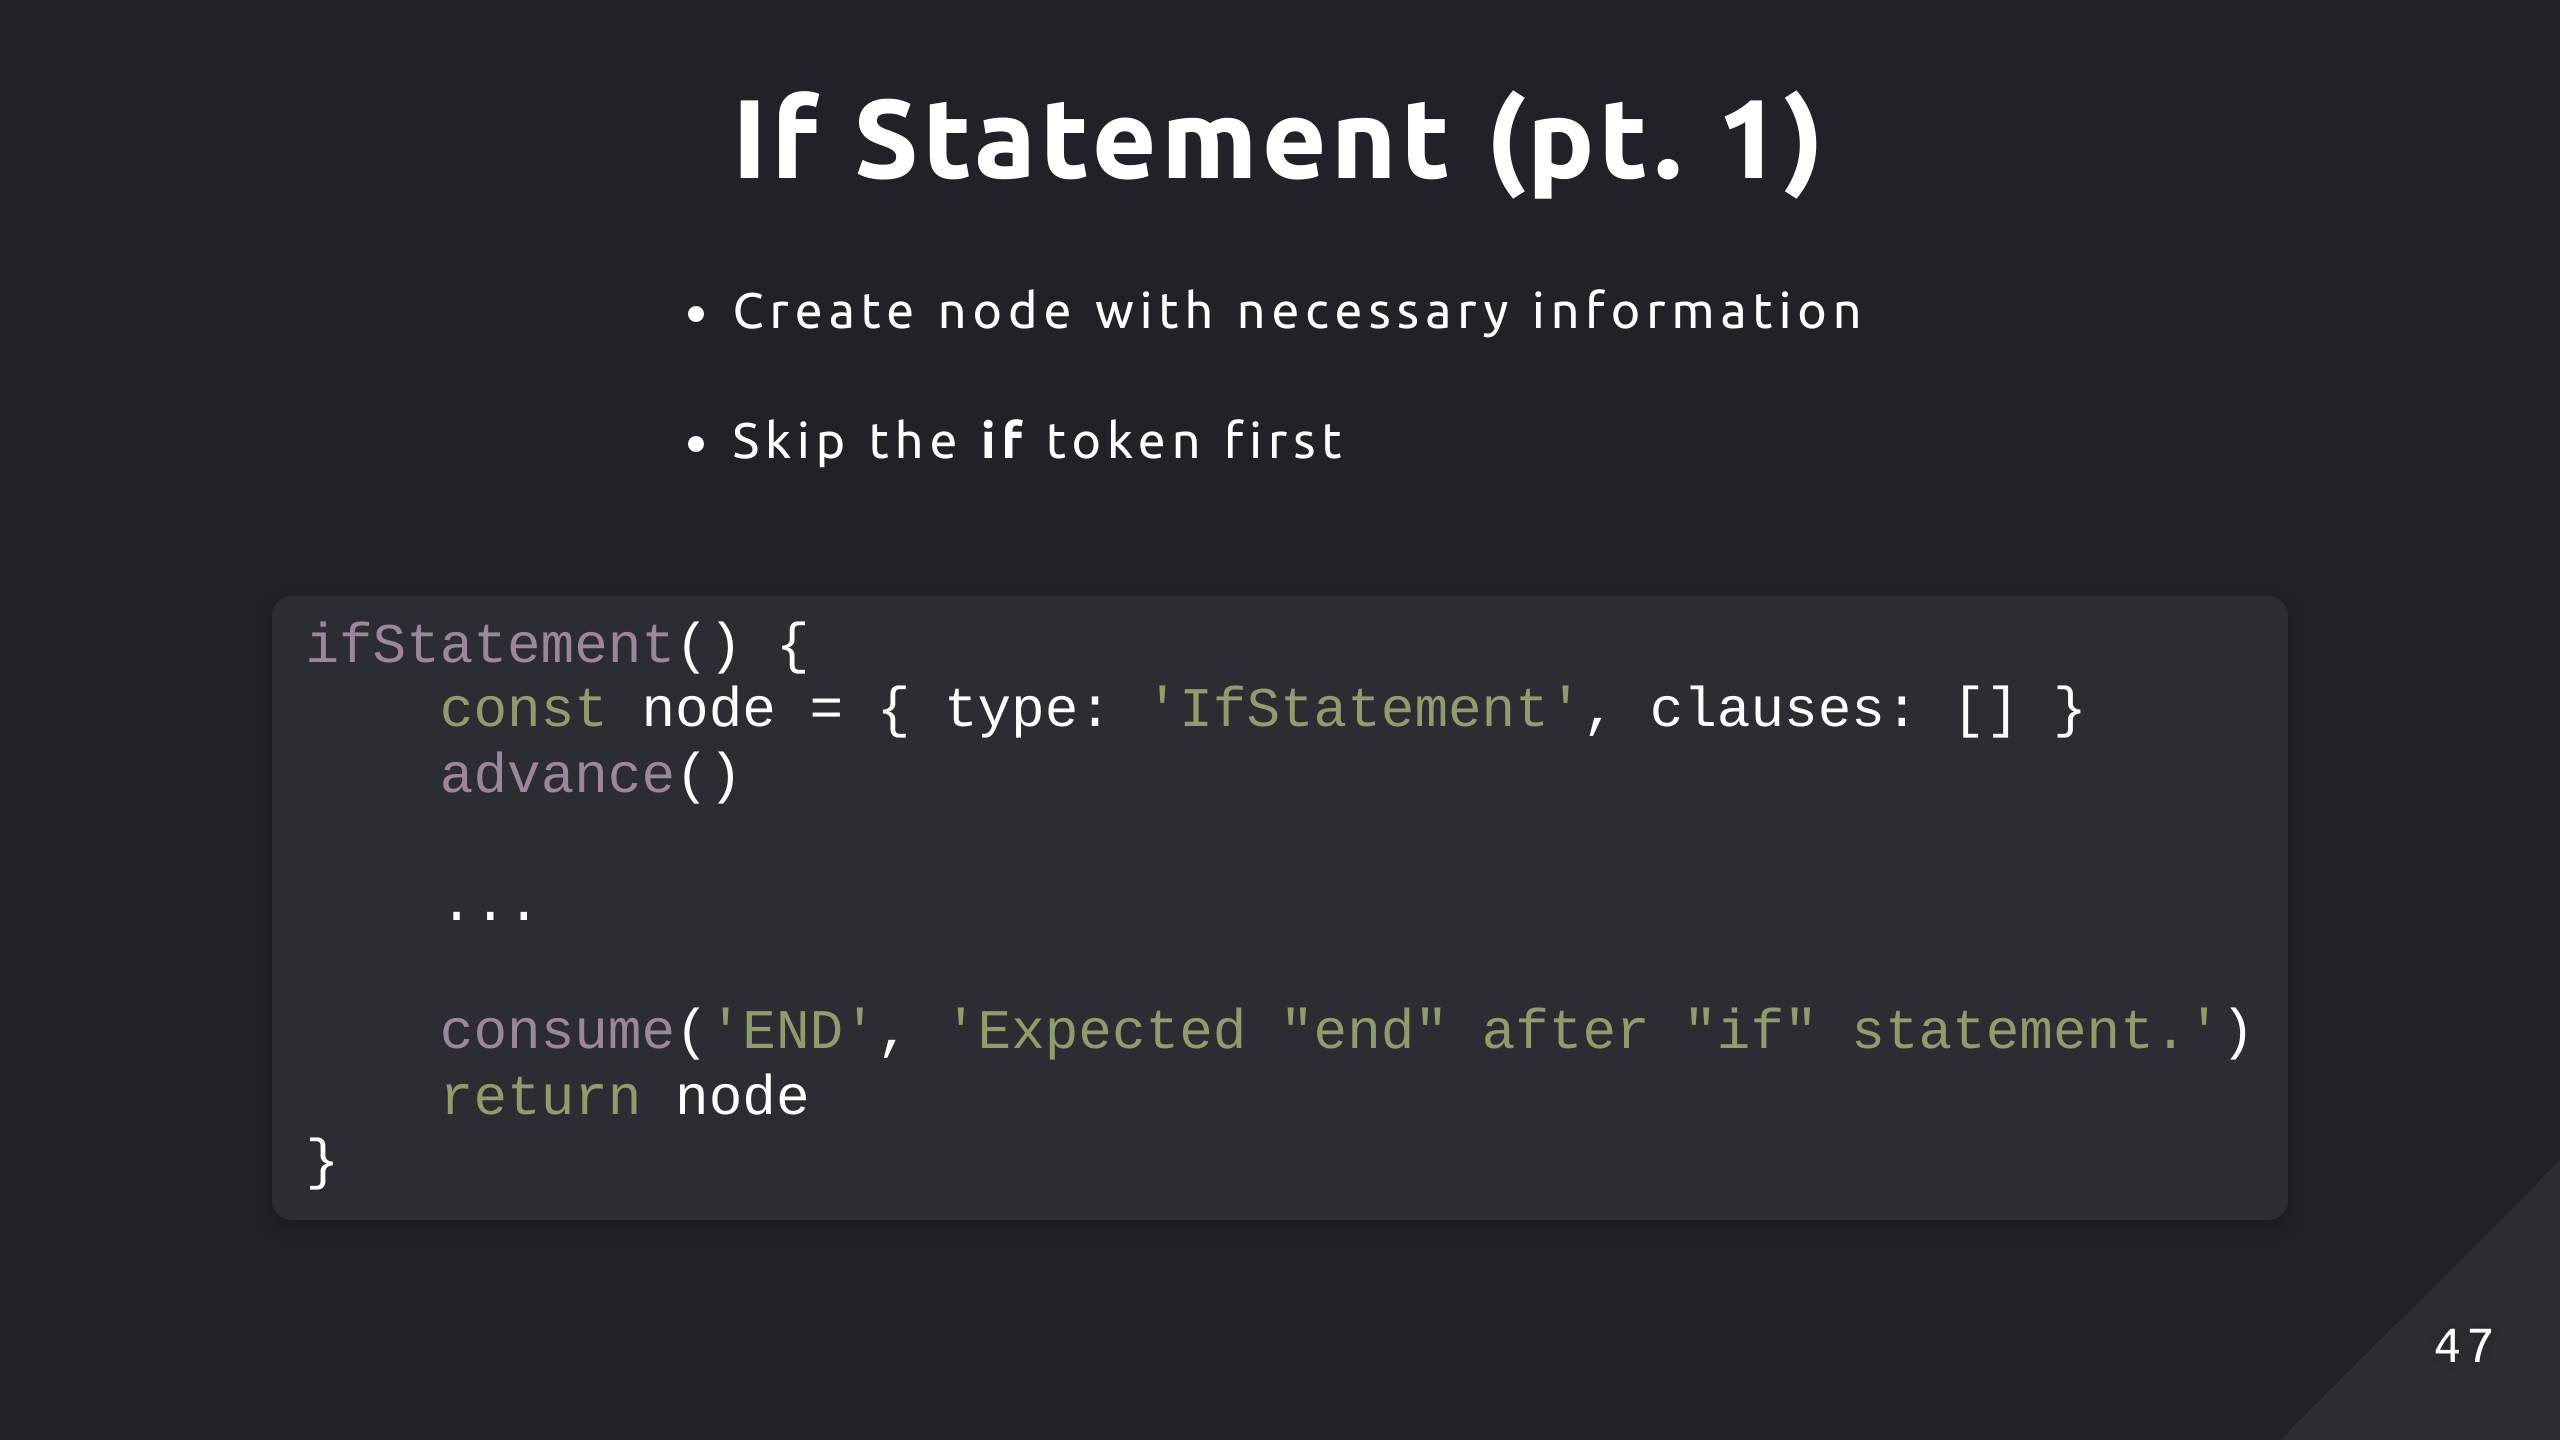 If Statement (pt. 1)
• Create node with necessary information
• Skip the if token first
ifStatement() {
    const node = { type: 'IfStatement', clauses: [] }
    advance()
    ...
    consume('END', 'Expected "end" after "if" statement.')
    return node
}
47